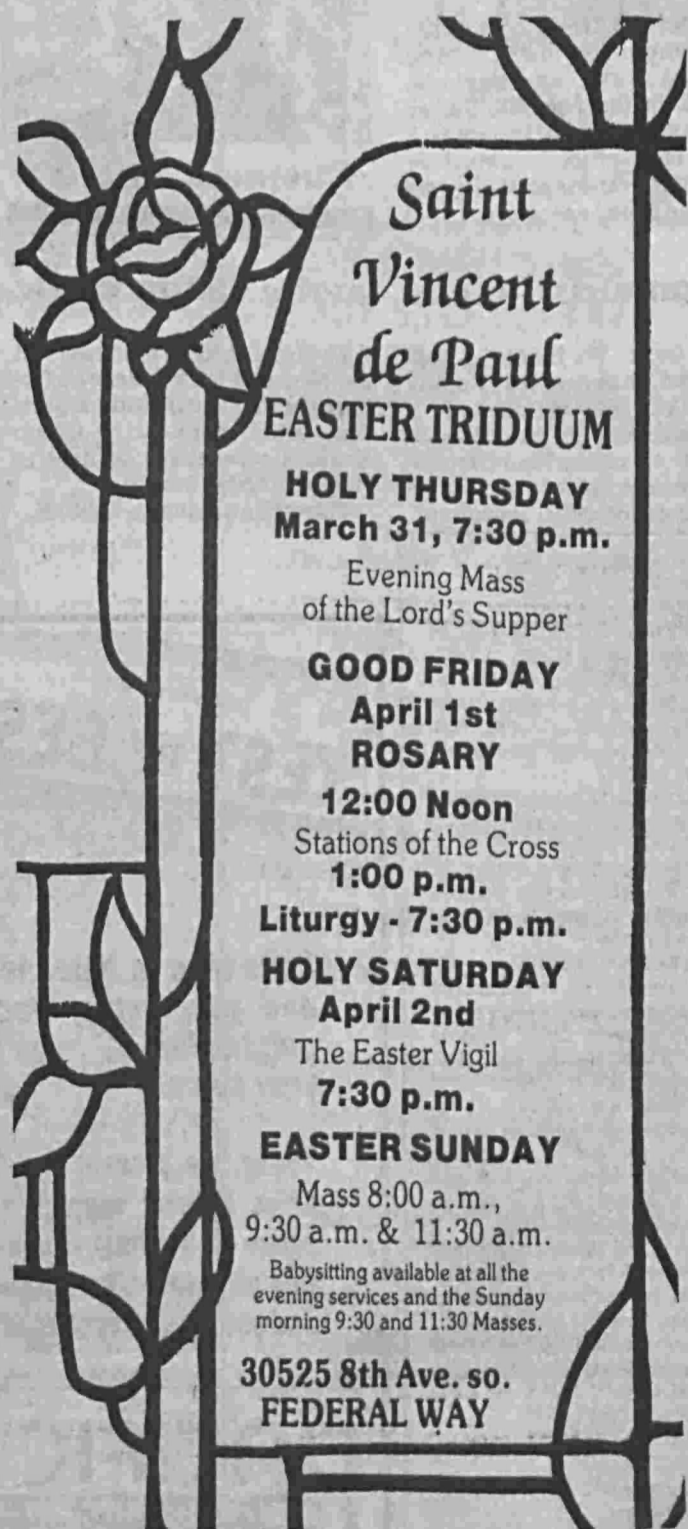 Saint
Vincent
de Paul
EASTER TRIDUUM
HOLY THURSDAY
March 31, 7:30 p.m.
Evening Mass
of the Lord's Supper
GOOD FRIDAY
April 1st
ROSARY
12:00 Noon
Stations of the Cross
1:00 p.m.
Liturgy - 7:30 p.m.
HOLY SATURDAY
April 2nd
The Easter Vigil
7:30 p.m.
EASTER SUNDAY
Mass 8:00 a.m.,
9:30 a.m. & 11:30 a.m.
Babysitting available at all the
evening services and the Sunday
morning 9:30 and 11:30 Masses.
30525 8th Ave. so.
FEDERAL WAY